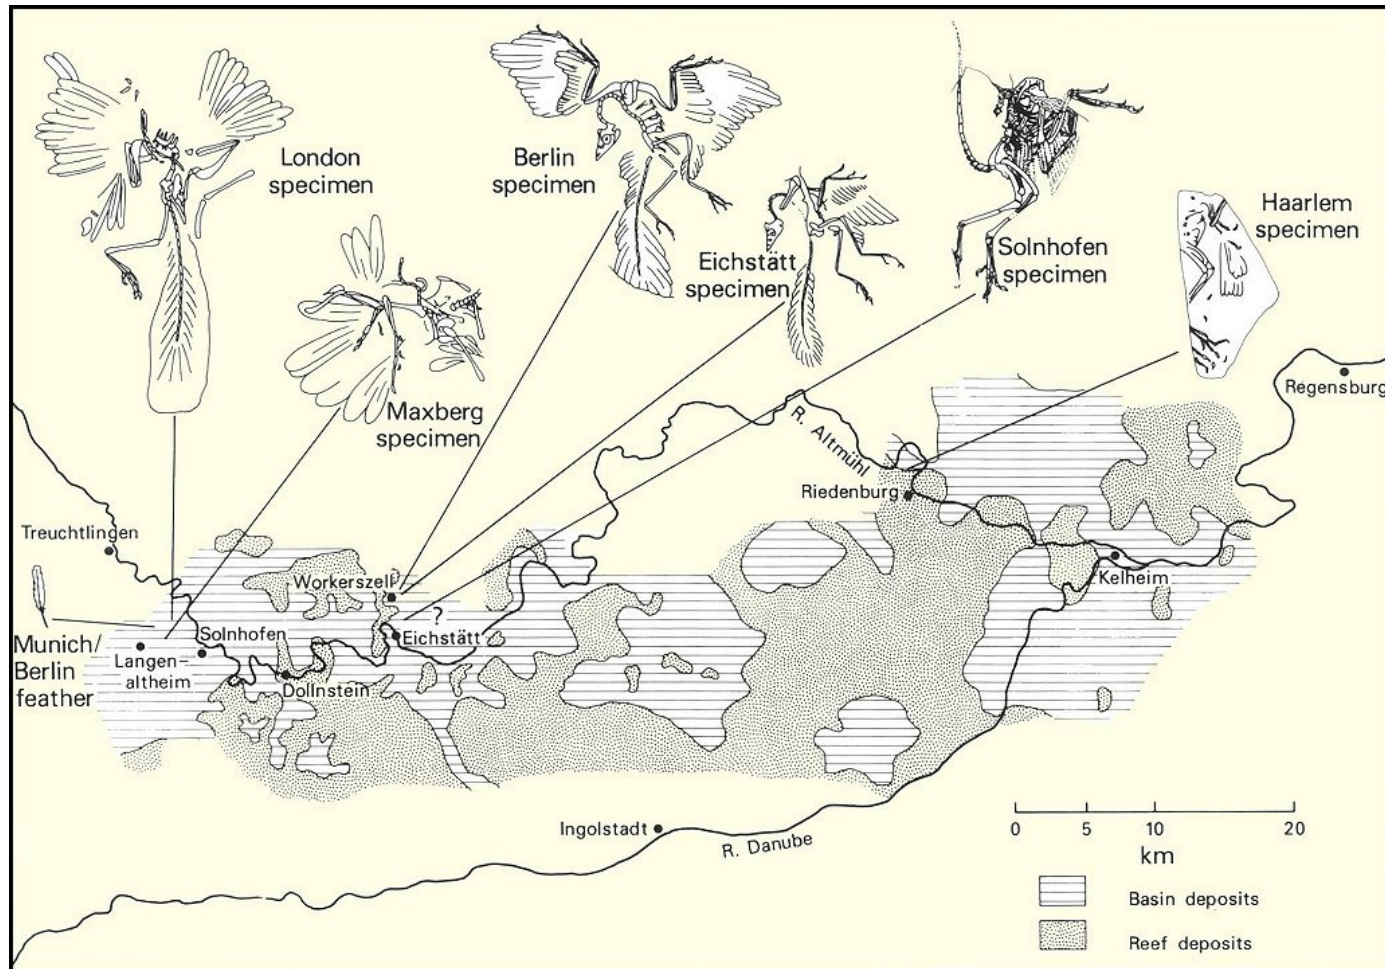 London
specimen
Berlin
specimen
Eichstätt
specimen
Solnhofen
specimen
Haarlem
specimen
Maxberg
specimen
Regensburg
R. Altmühl
Riedenburg
Treuchtlingen
Kelheim
Workerszell
?
Munich/
Berlin
feather
Solnhofen
Eichstätt
Langen-
altheim
Dollnstein
Ingolstadt
R. Danube
0 5 10 20
km
Basin deposits
Reef deposits